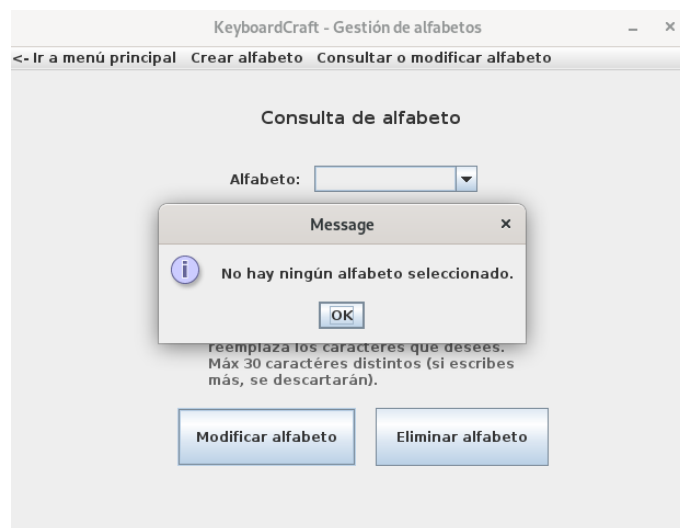 KeyboardCraft - Gestión de alfabetos
<- Ir a menú principal Crear alfabeto Consultar o modificar alfabeto
Consulta de alfabeto
Alfabeto:
Message
No hay ningún alfabeto seleccionado.
OK
reemplaza los caracteres que desees.
Máx 30 caractéres distintos (si escribes
más, se descartarán).
Modificar alfabeto Eliminar alfabeto